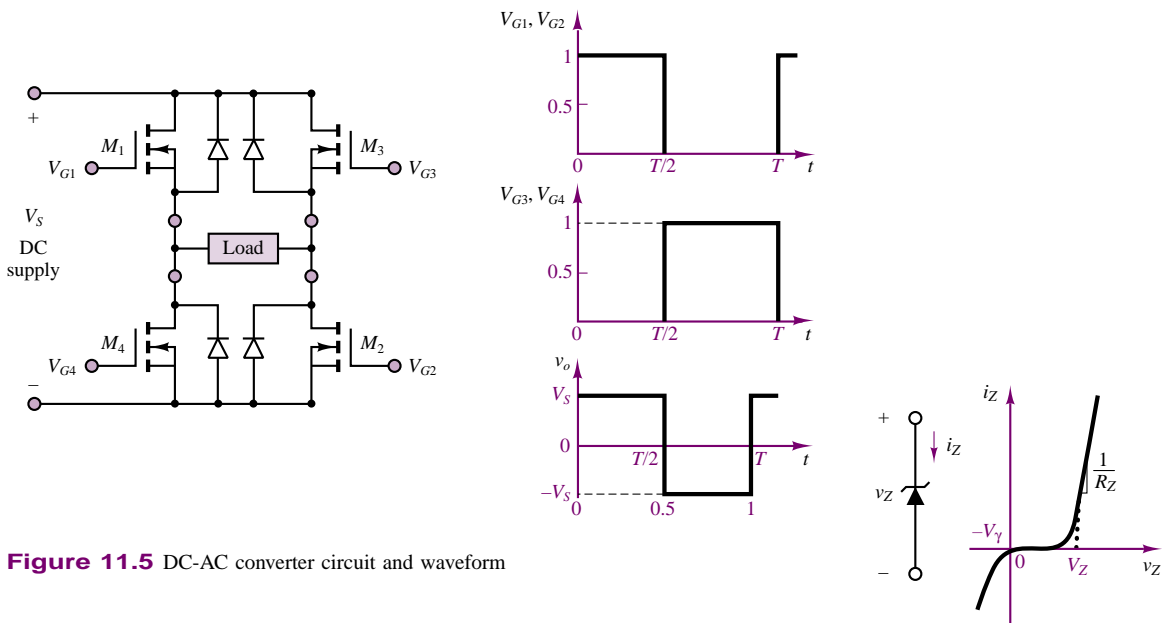 +
M1
VG1
M3
VG3
VS
DC
supply
Load
M4
VG4
M2
VG2
−
VG1, VG2
1
0.5
0
T/2
T
t
VG3, VG4
1
0.5
0
T/2
T
t
vo
VS
0
T/2
T
t
−VS
0
0.5
1
+
iZ
vZ
−
iZ
1
RZ
−Vγ
0
VZ
vZ
Figure 11.5 DC-AC converter circuit and waveform